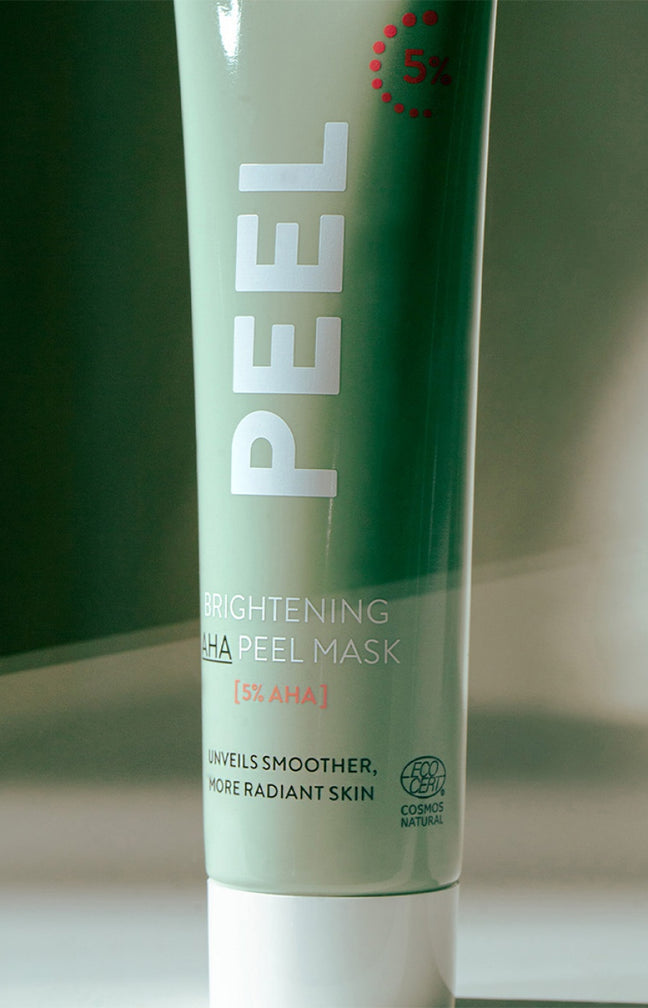 5%
PEEL
BRIGHTENING
AHA PEEL MASK
[5% AHA]
UNVEILS SMOOTHER,
MORE RADIANT SKIN
ECO
CERT
COSMOS
NATURAL